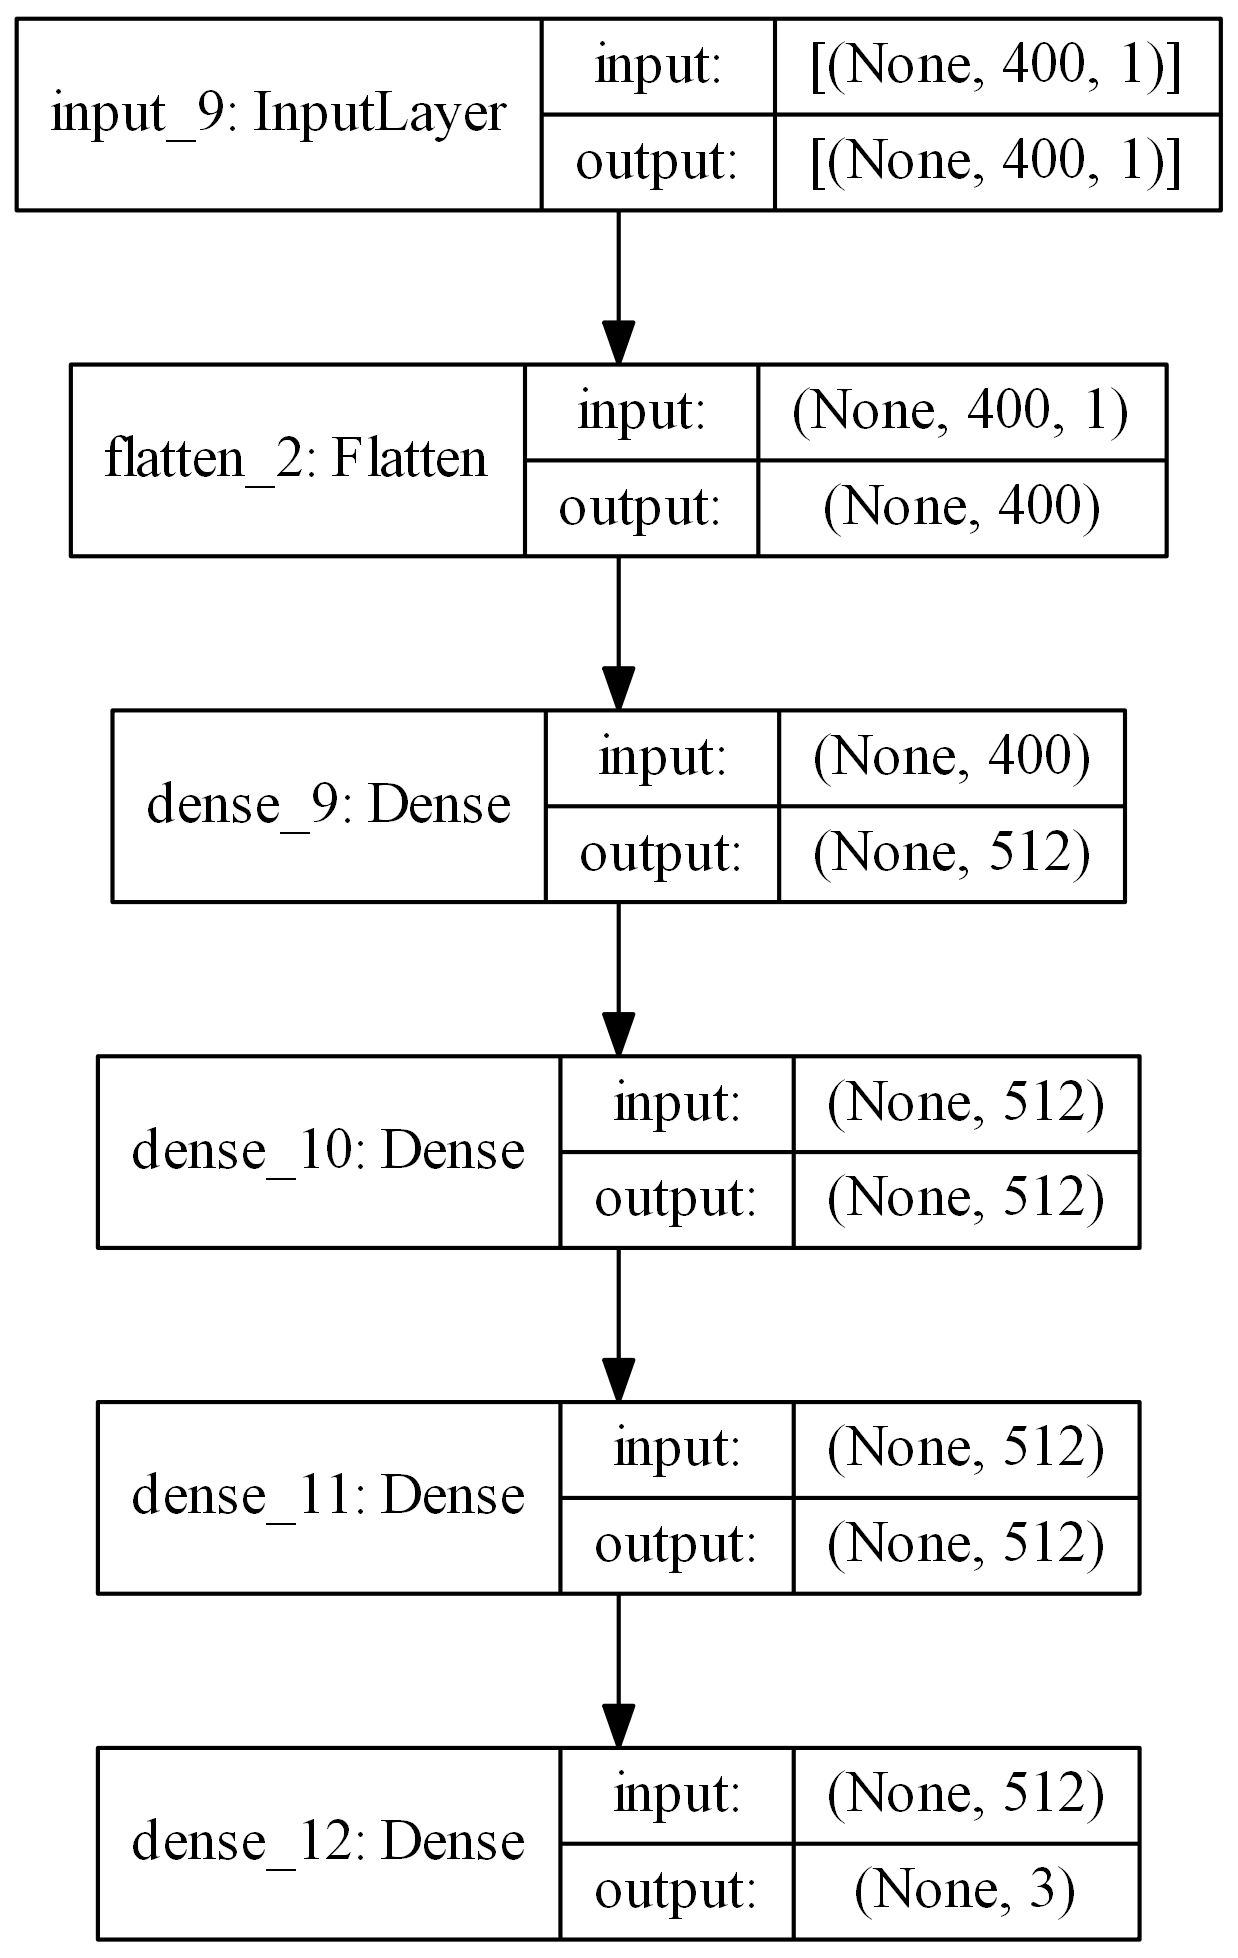 input_9: InputLayer
input:
[(None, 400, 1)]
output:
[(None, 400, 1)]
flatten_2: Flatten
input:
(None, 400, 1)
output:
(None, 400)
dense_9: Dense
input:
(None, 400)
output:
(None, 512)
dense_10: Dense
input:
(None, 512)
output:
(None, 512)
dense_11: Dense
input:
(None, 512)
output:
(None, 512)
dense_12: Dense
input:
(None, 512)
output:
(None, 3)